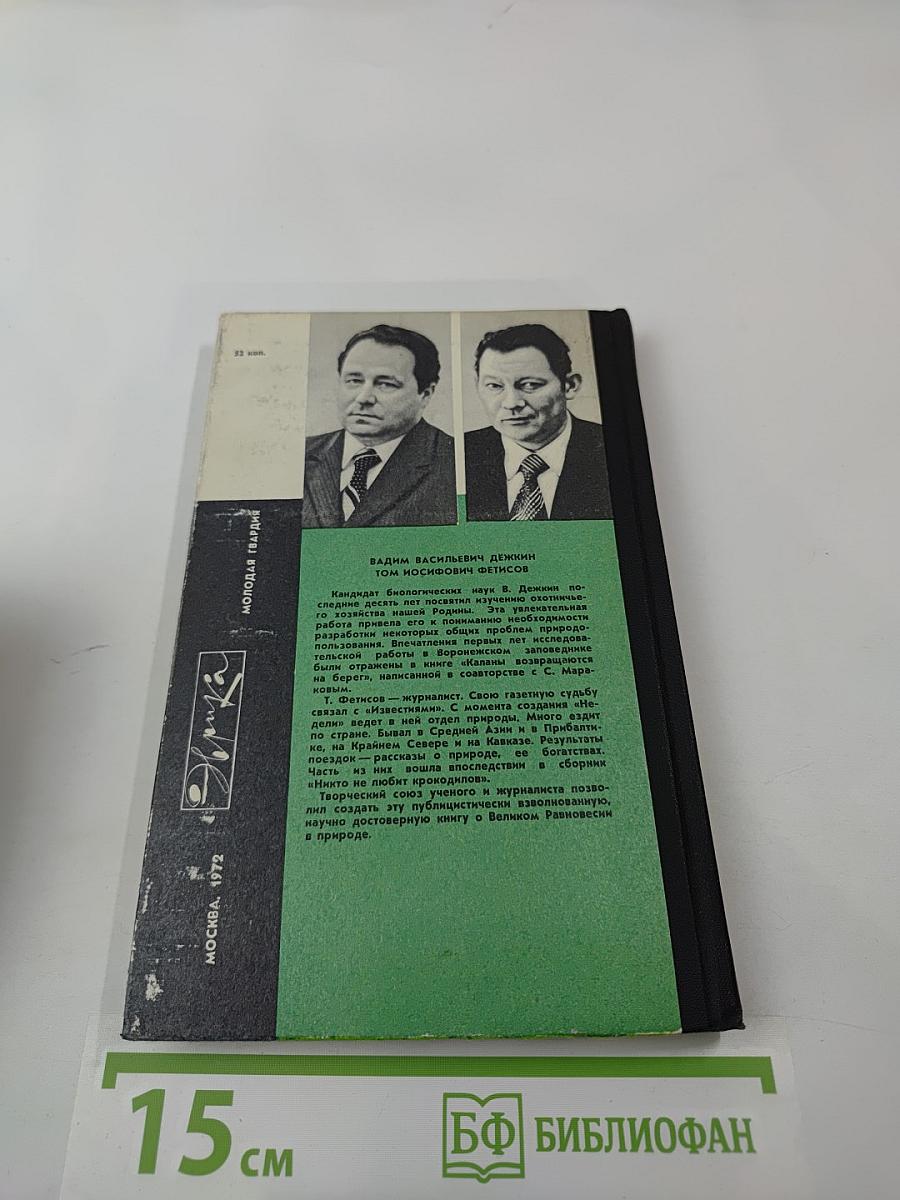 52 коп.
МОЛОДАЯ ГВАРДИЯ
Эврика
МОСКВА, 1972
ВАДИМ ВАСИЛЬЕВИЧ ДЁЖКИН
ТОМ ИОСИФОВИЧ ФЕТИСОВ
Кандидат биологических наук В. Дежкин по-
следние десять лет посвятил изучению охотничье-
го хозяйства нашей Родины. Эта увлекательная
работа привела его к пониманию необходимости
разработки некоторых общих проблем природо-
пользования. Впечатления первых лет исследова-
тельской работы в Воронежском заповеднике
были отражены в книге «Каланы возвращаются
на берег», написанной в соавторстве с С. Мара-
ковым.
Т. Фетисов — журналист. Свою газетную судьбу
связал с «Известиями». С момента создания «Не-
дели» ведет в ней отдел природы. Много ездит
по стране. Бывал в Средней Азии и в Прибалти-
ке, на Крайнем Севере и на Кавказе. Результаты
поездок — рассказы о природе, ее богатствах.
Часть из них вошла впоследствии в сборник
«Никто не любит крокодилов».
Творческий союз ученого и журналиста позво-
лил создать эту публицистически взволнованную,
научно достоверную книгу о Великом Равновесии
в природе.
15 см
БФ БИБЛИОФАН